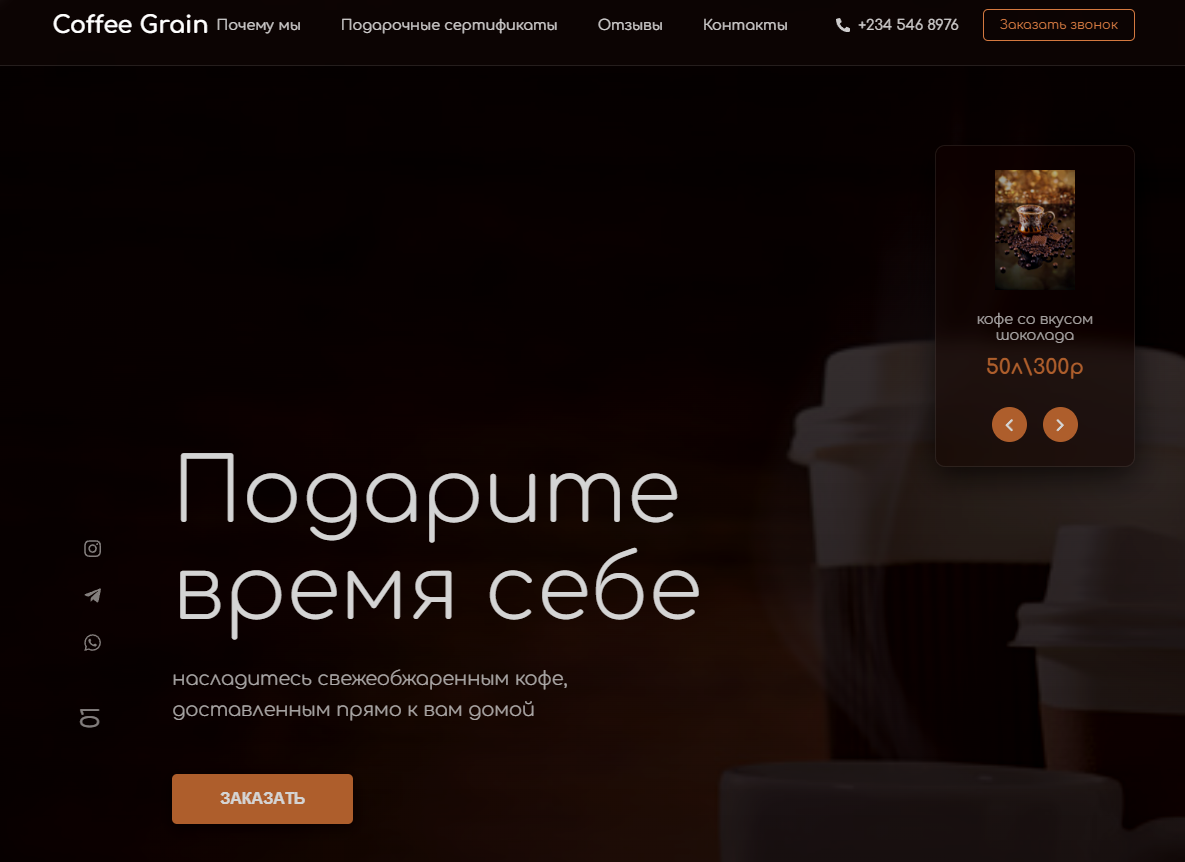 Coffee Grain Почему мы Подарочные сертификаты Отзывы Контакты +234 546 8976 Заказать звонок
кофе со вкусом
шоколада
50л\300р
Подарите
время себе
насладитесь свежеобжаренным кофе,
доставленным прямо к вам домой
01
ЗАКАЗАТЬ